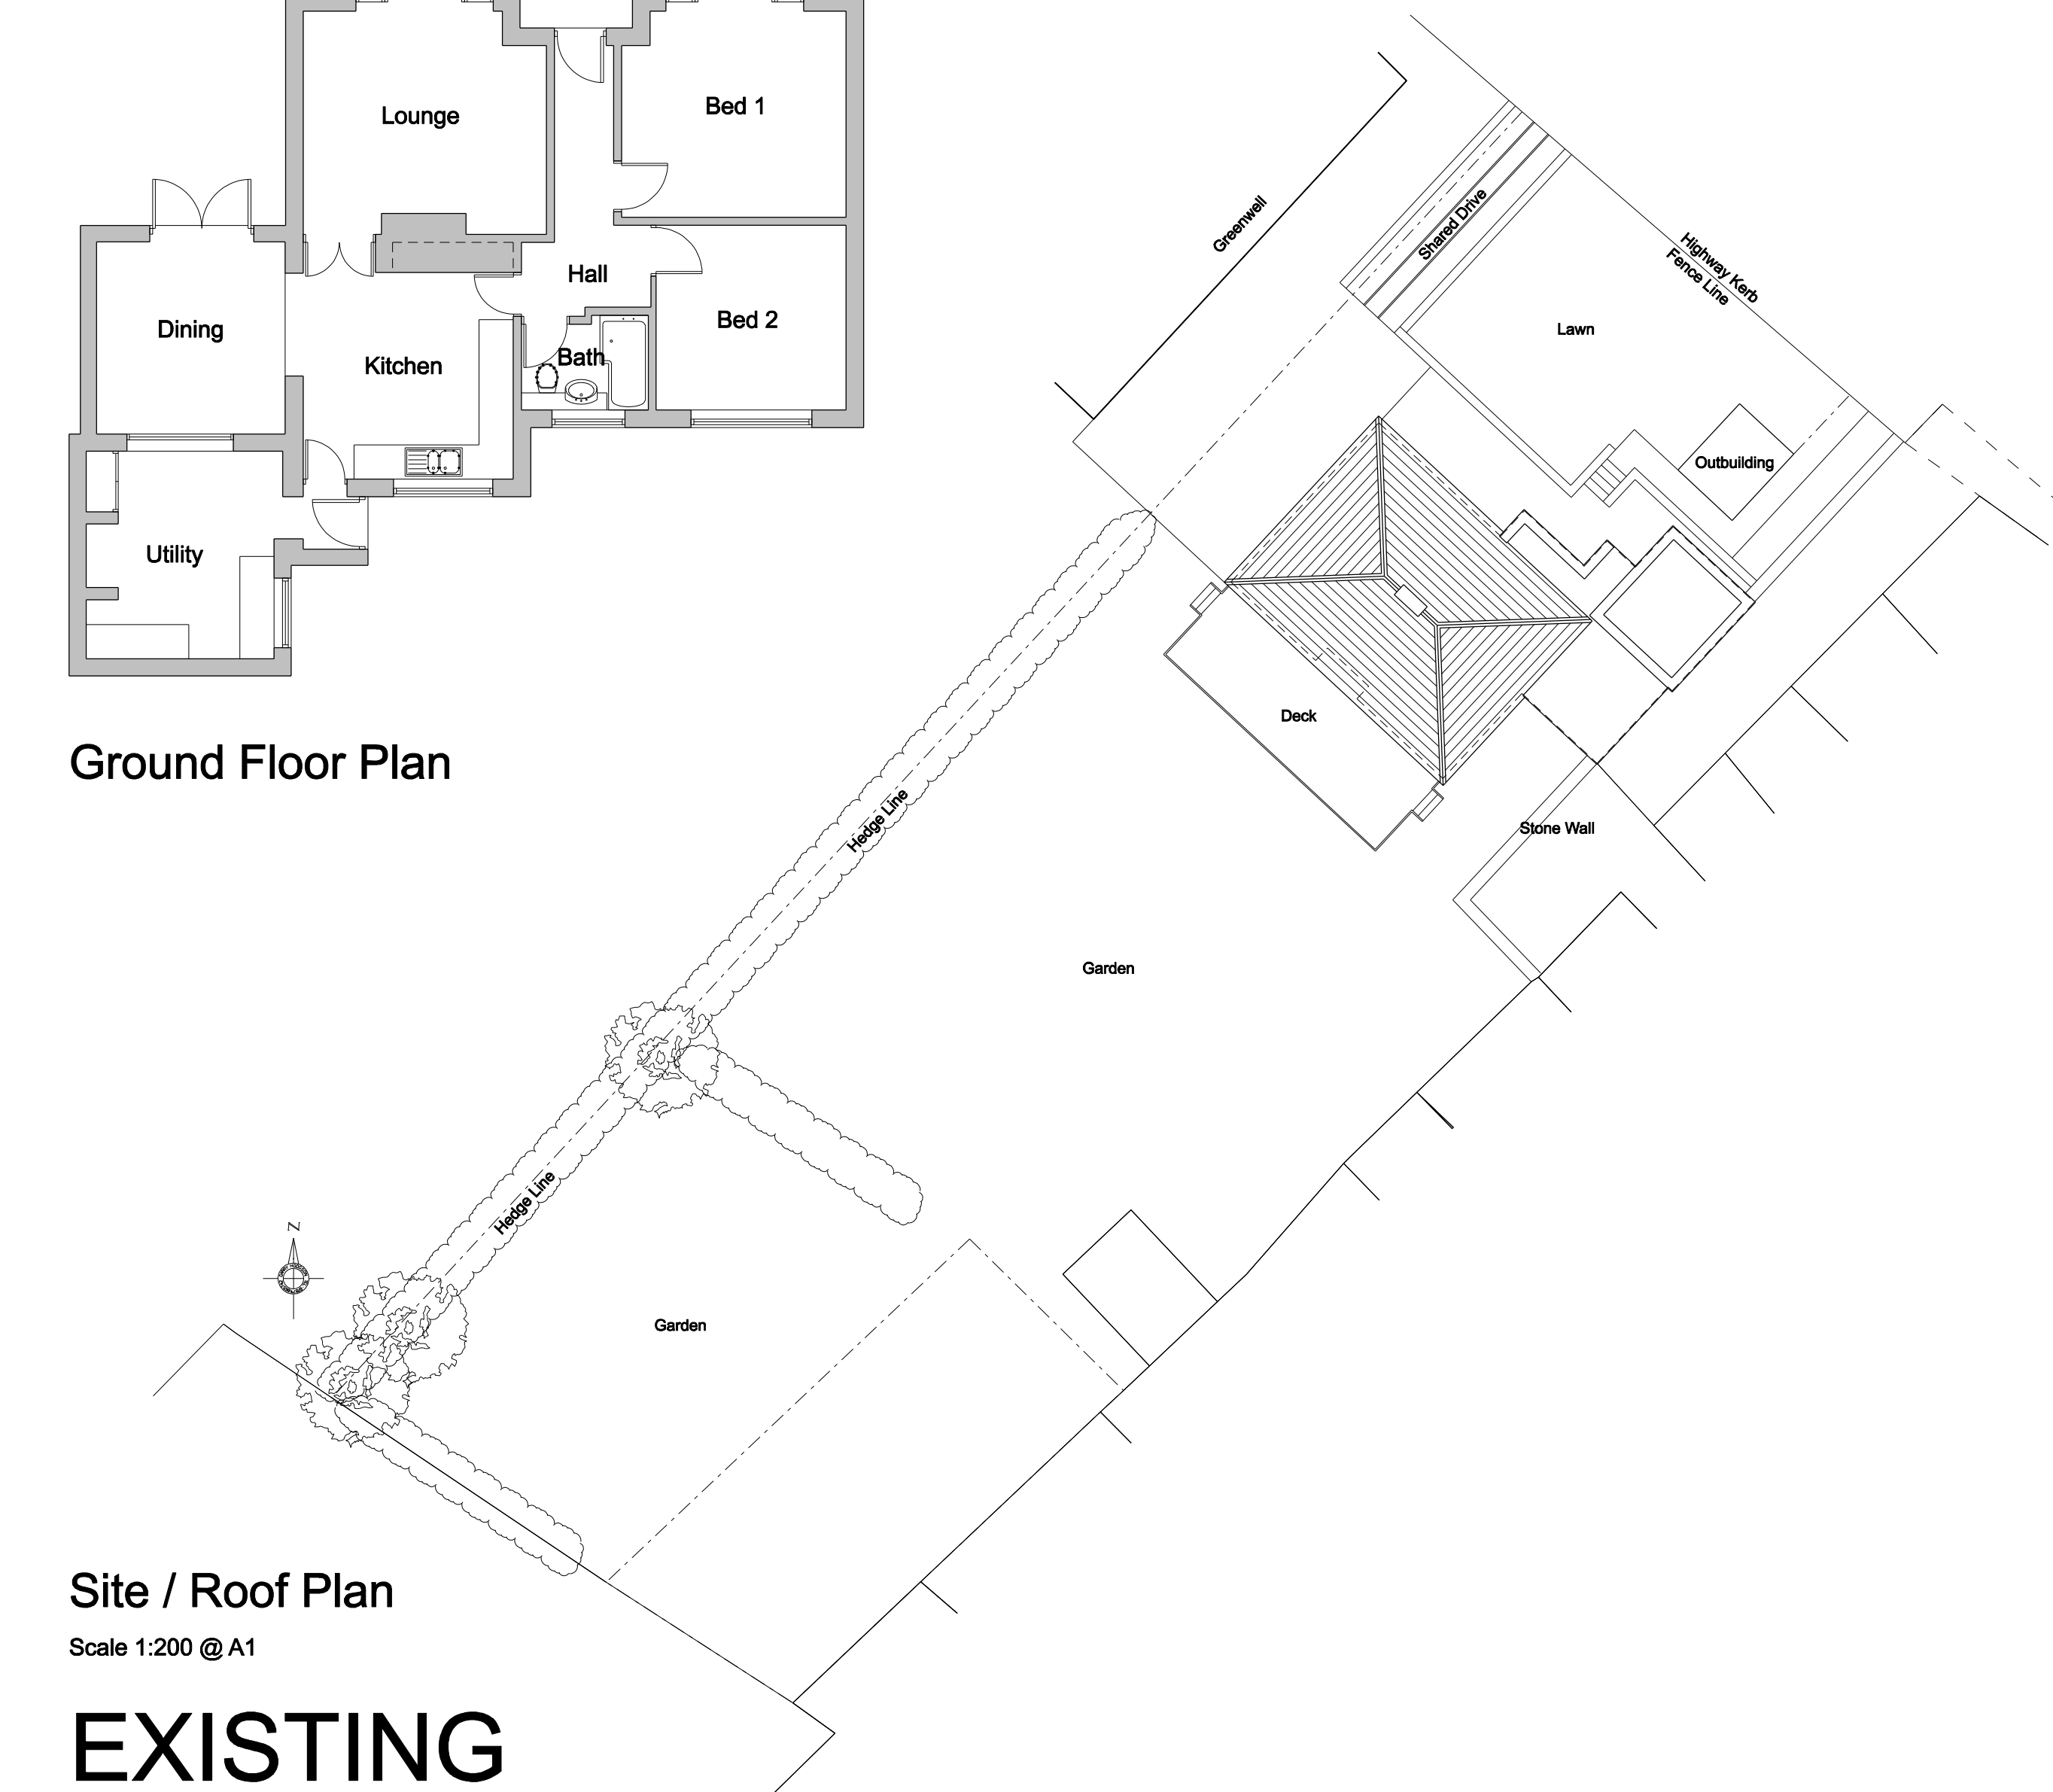 Lounge
Bed 1
Hall
Dining
Bed 2
Kitchen
Bath
Utility
Ground Floor Plan
Greenwell
Shared Drive
Highway Kerb
Fence Line
Lawn
Outbuilding
Deck
Stone Wall
Hedge Line
Garden
Hedge Line
Garden
N
Site / Roof Plan
Scale 1:200 @ A1
EXISTING